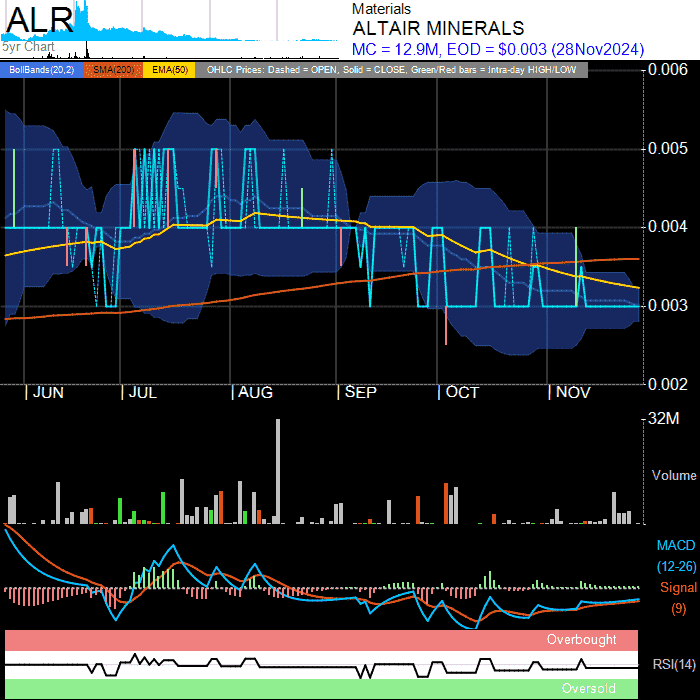 ALR
5yr Chart
Materials
ALTAIR MINERALS
MC = 12.9M, EOD = $0.003 (28Nov2024)
BollBands(20,2) SMA(200) EMA(50) OHLC Prices: Dashed = OPEN, Solid = CLOSE, Green/Red bars = Intra-day HIGH/LOW
0.006
0.005
0.004
0.003
0.002
JUN JUL AUG SEP OCT NOV
32M
Volume
MACD
(12-26)
Signal
(9)
Overbought
RSI(14)
Oversold